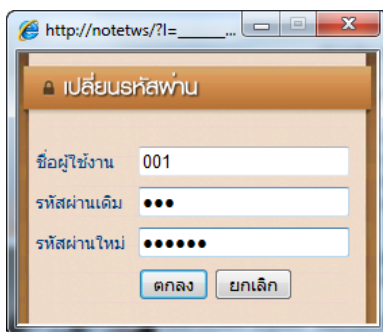 http://notetws/?l=______...
เปลี่ยนรหัสผ่าน
ชื่อผู้ใช้งาน 001
รหัสผ่านเดิม ●●●
รหัสผ่านใหม่ ●●●●●●
ตกลง ยกเลิก